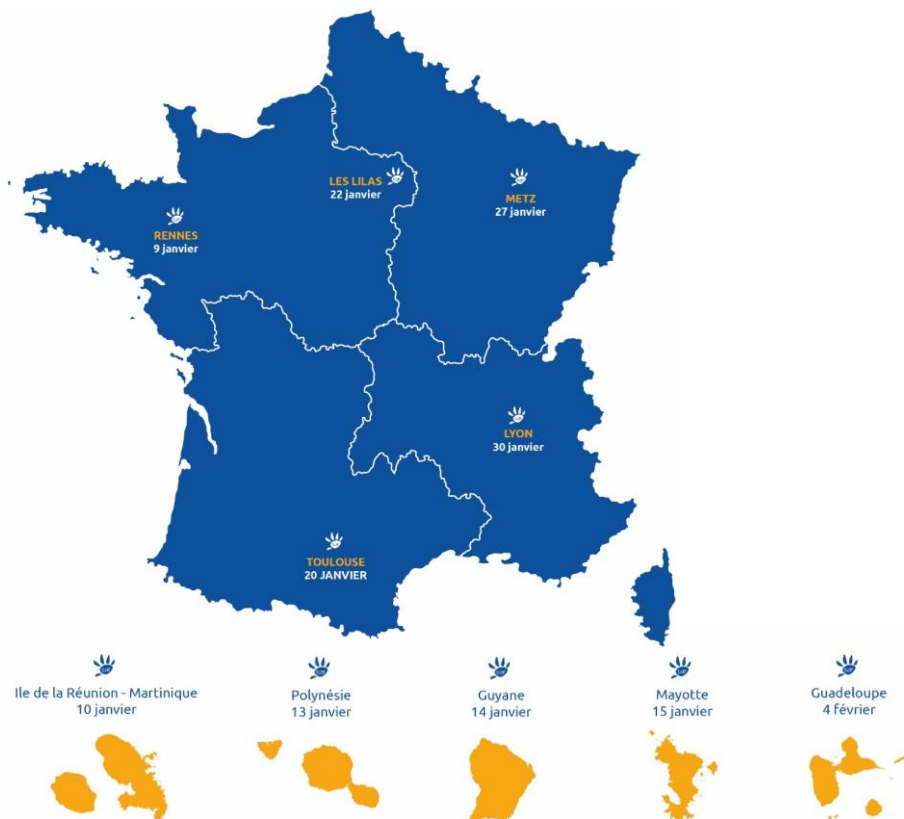 LES LILAS
22 janvier
METZ
27 janvier
RENNES
9 janvier
LYON
30 janvier
TOULOUSE
20 JANVIER
Ile de la Réunion - Martinique
10 janvier
Polynésie
13 janvier
Guyane
14 janvier
Mayotte
15 janvier
Guadeloupe
4 février